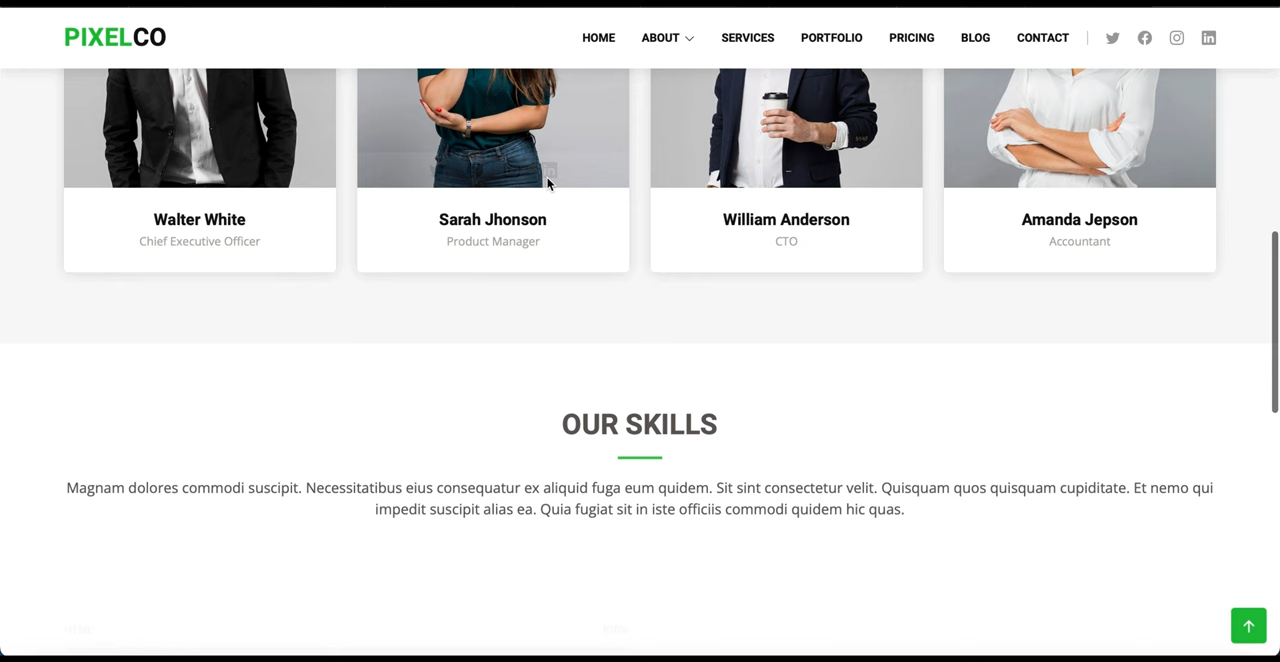 PIXELCO
HOME ABOUT SERVICES PORTFOLIO PRICING BLOG CONTACT
Walter White
Chief Executive Officer
Sarah Jhonson
Product Manager
William Anderson
CTO
Amanda Jepson
Accountant
OUR SKILLS
Magnam dolores commodi suscipit. Necessitatibus eius consequatur ex aliquid fuga eum quidem. Sit sint consectetur velit. Quisquam quos quisquam cupiditate. Et nemo qui
impedit suscipit alias ea. Quia fugiat sit in iste officiis commodi quidem hic quas.